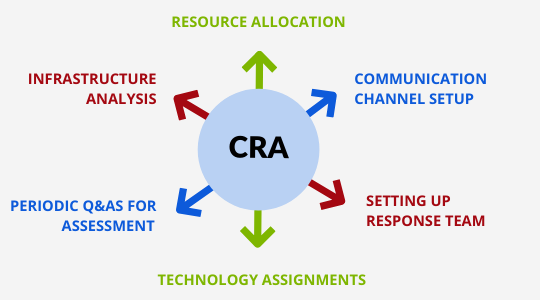 RESOURCE ALLOCATION
INFRASTRUCTURE
ANALYSIS
COMMUNICATION
CHANNEL SETUP
CRA
PERIODIC Q&AS FOR
ASSESSMENT
SETTING UP
RESPONSE TEAM
TECHNOLOGY ASSIGNMENTS